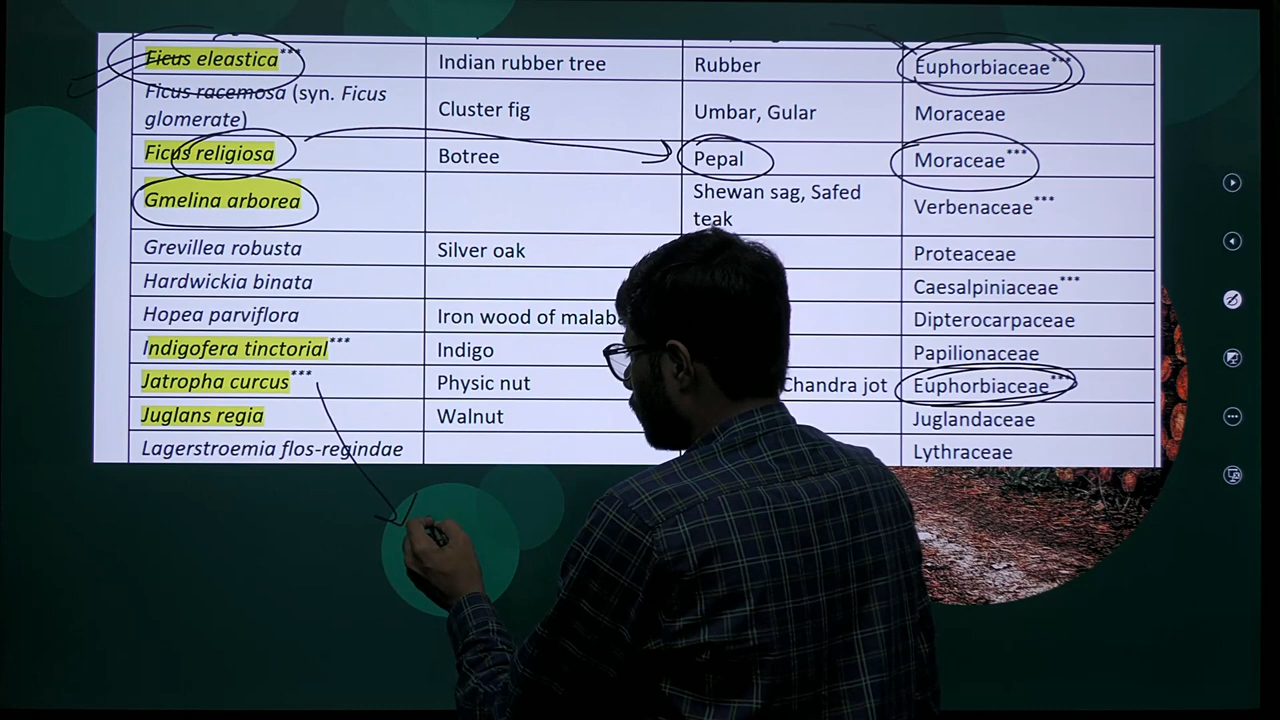 Ficus eleastica*** Indian rubber tree Rubber Euphorbiaceae***
Ficus racemosa (syn. Ficus
glomerate) Cluster fig Umbar, Gular Moraceae
Ficus religiosa Botree Pepal Moraceae***
Gmelina arborea Shewan sag, Safed
teak Verbenaceae***
Grevillea robusta Silver oak Proteaceae
Hardwickia binata Caesalpiniaceae***
Hopea parviflora Iron wood of Dipterocarpaceae
Indigofera tinctorial*** Indigo Papilionaceae
Jatropha curcus*** Physic nut Chandra jot Euphorbiaceae***
Juglans regia Walnut Juglandaceae
Lagerstroemia flos-regindae Lythraceae